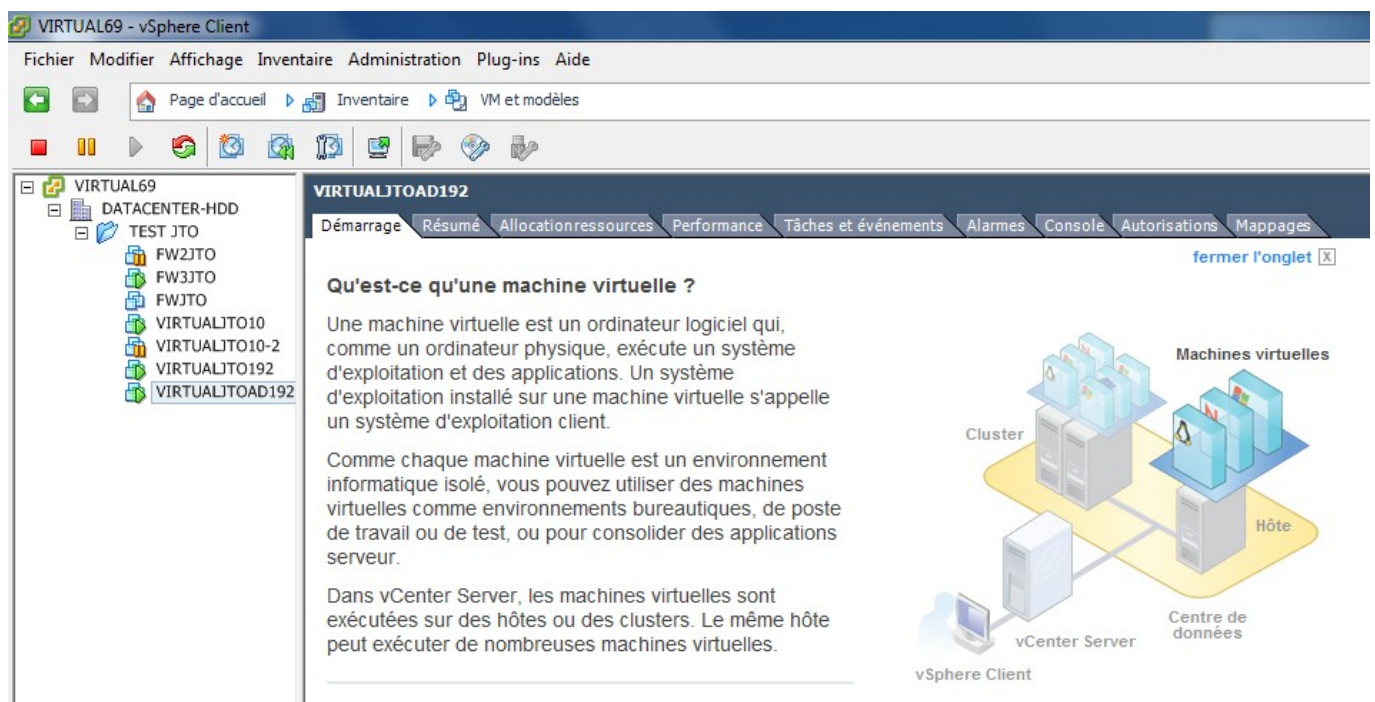 VIRTUAL69 - vSphere Client
Fichier Modifier Affichage Inventaire Administration Plug-ins Aide
Page d'accueil Inventaire VM et modèles
VIRTUAL69
DATACENTER-HDD
TEST JTO
FW2JTO
FW3JTO
FWJTO
VIRTUALJTO10
VIRTUALJTO10-2
VIRTUALJTO192
VIRTUALJTOAD192
VIRTUALJTOAD192
Démarrage Résumé Allocation ressources Performance Tâches et événements Alarmes Console Autorisations Mappages
fermer l'onglet X
Qu'est-ce qu'une machine virtuelle ?
Une machine virtuelle est un ordinateur logiciel qui,
comme un ordinateur physique, exécute un système
d'exploitation et des applications. Un système
d'exploitation installé sur une machine virtuelle s'appelle
un système d'exploitation client.
Comme chaque machine virtuelle est un environnement
informatique isolé, vous pouvez utiliser des machines
virtuelles comme environnements bureautiques, de poste
de travail ou de test, ou pour consolider des applications
serveur.
Dans vCenter Server, les machines virtuelles sont
exécutées sur des hôtes ou des clusters. Le même hôte
peut exécuter de nombreuses machines virtuelles.
Machines virtuelles
Cluster
Hôte
Centre de
données
vCenter Server
vSphere Client